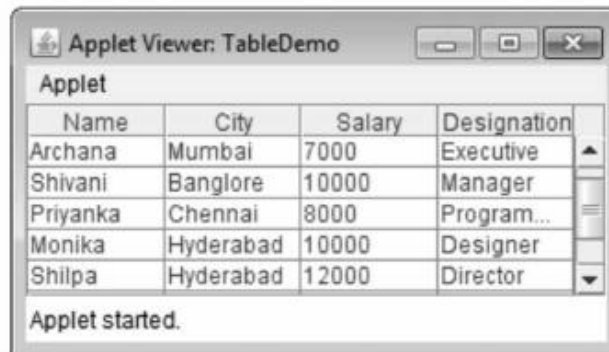 Applet Viewer: TableDemo
Applet
Name City Salary Designation
Archana Mumbai 7000 Executive
Shivani Banglore 10000 Manager
Priyanka Chennai 8000 Program...
Monika Hyderabad 10000 Designer
Shilpa Hyderabad 12000 Director
Applet started.